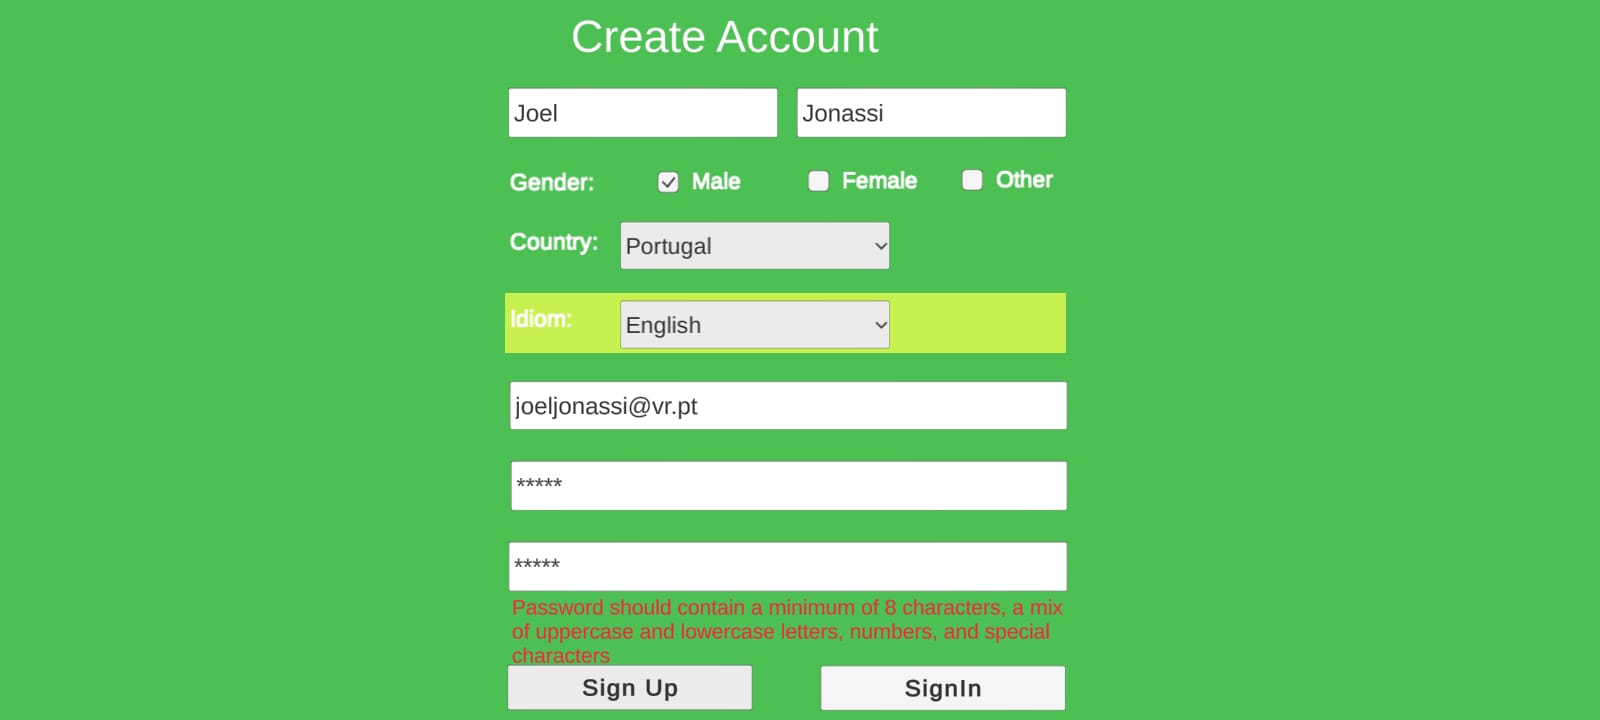 Create Account
Joel
Jonassi
Gender:
Male
Female
Other
Country:
Portugal
Idiom:
English
joeljonassi@vr.pt
*****
*****
Password should contain a minimum of 8 characters, a mix
of uppercase and lowercase letters, numbers, and special
characters
Sign Up
SignIn